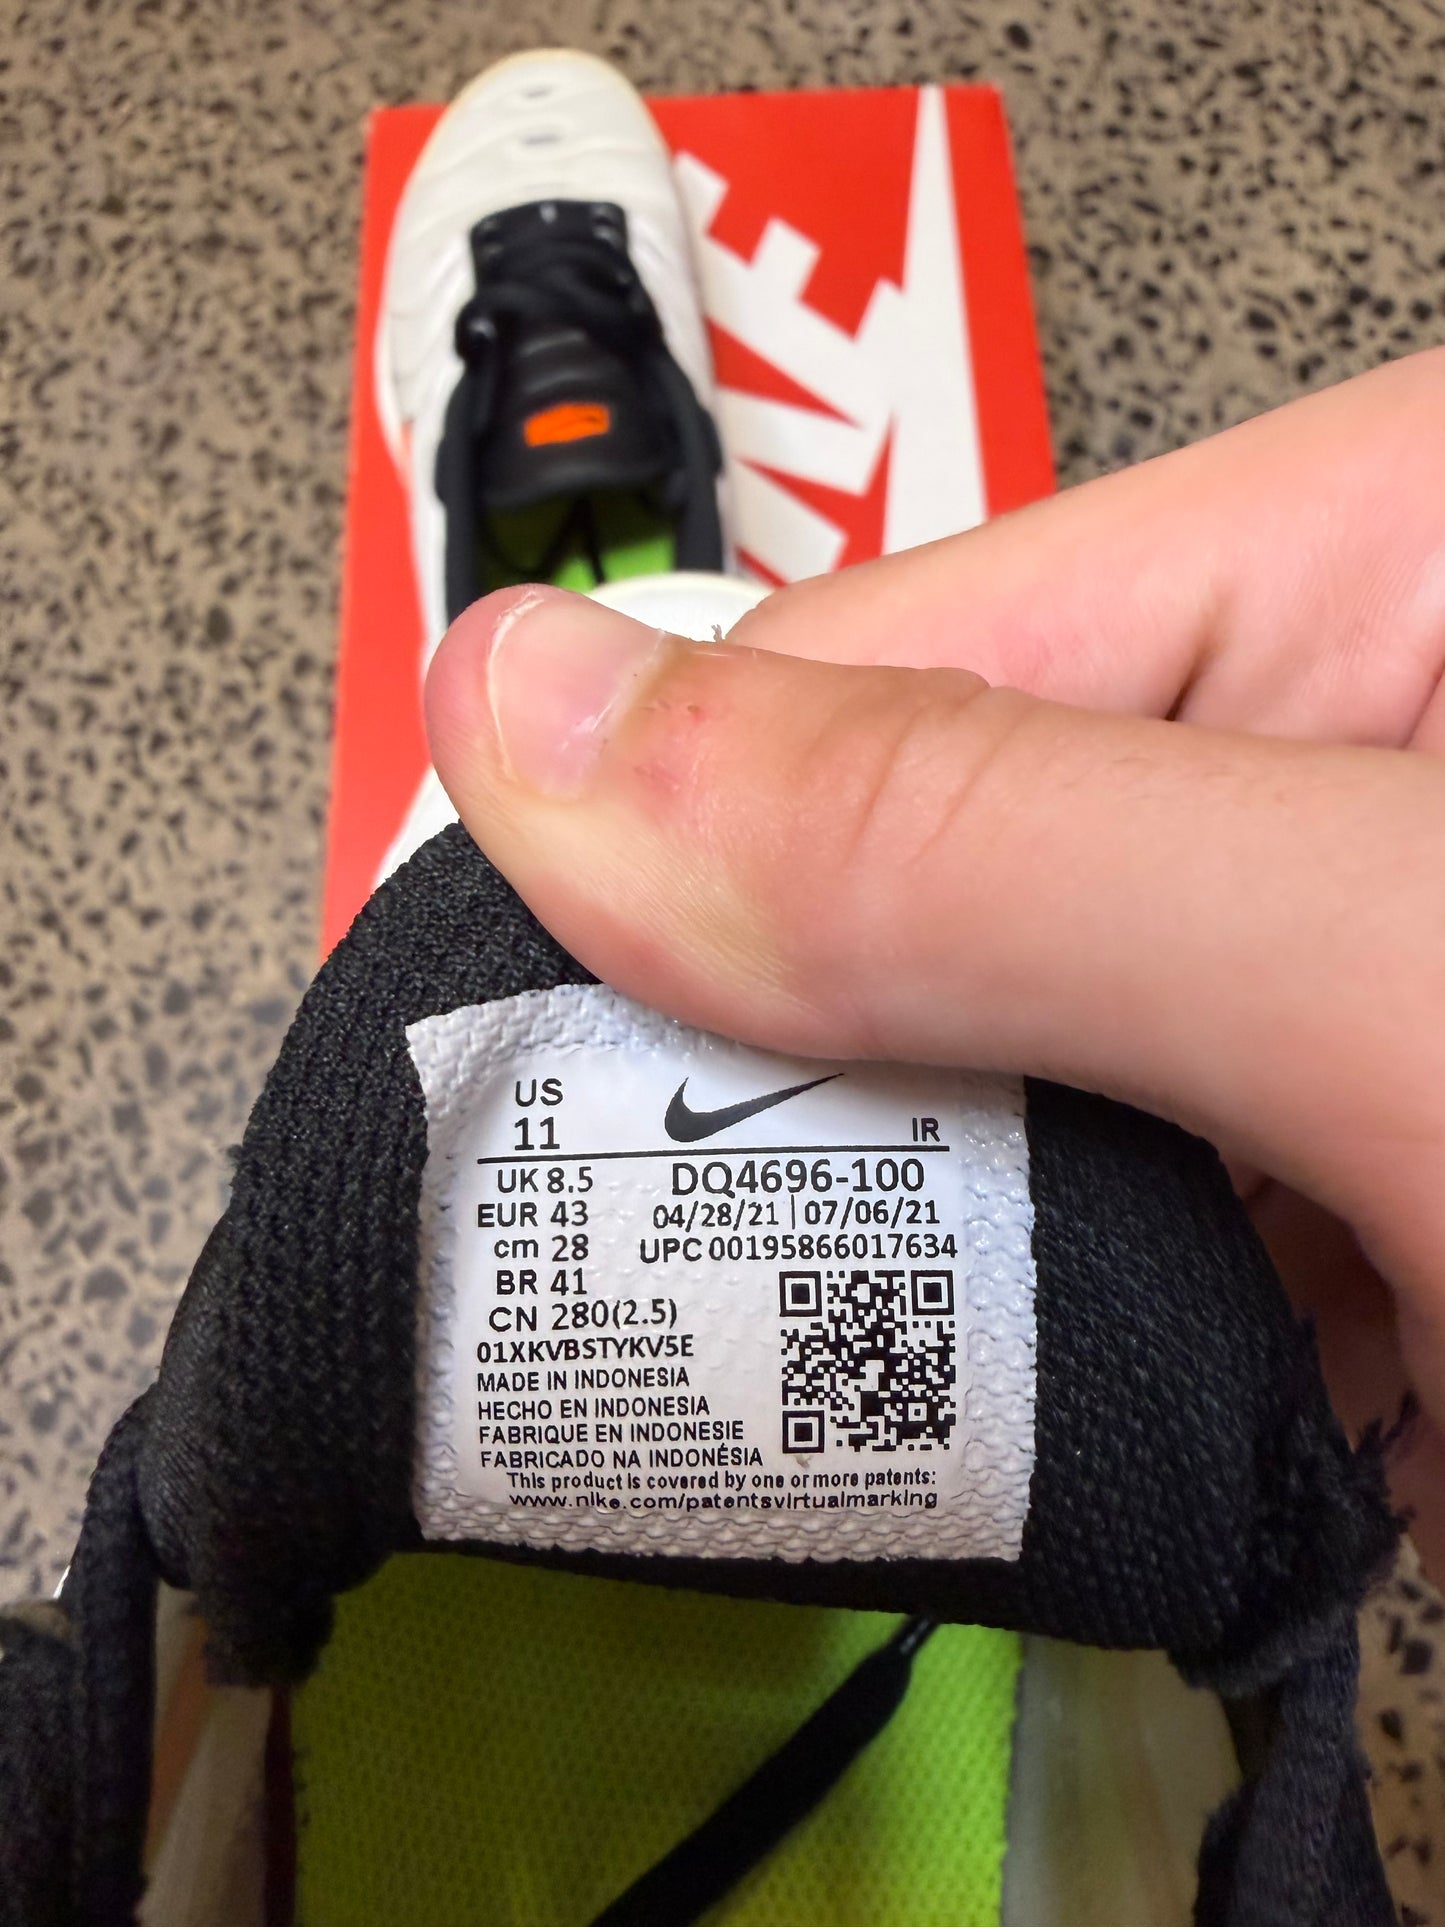 NIKE
US
11
IR
UK 8.5
DQ4696-100
EUR 43
04/28/21 | 07/06/21
cm 28
UPC 00195866017634
BR 41
CN 280(2.5)
01XKVBSTYKV5E
MADE IN INDONESIA
HECHO EN INDONESIA
FABRIQUE EN INDONESIE
FABRICADO NA INDONÉSIA
This product is covered by one or more patents:
www.nike.com/patentsvirtualmarking